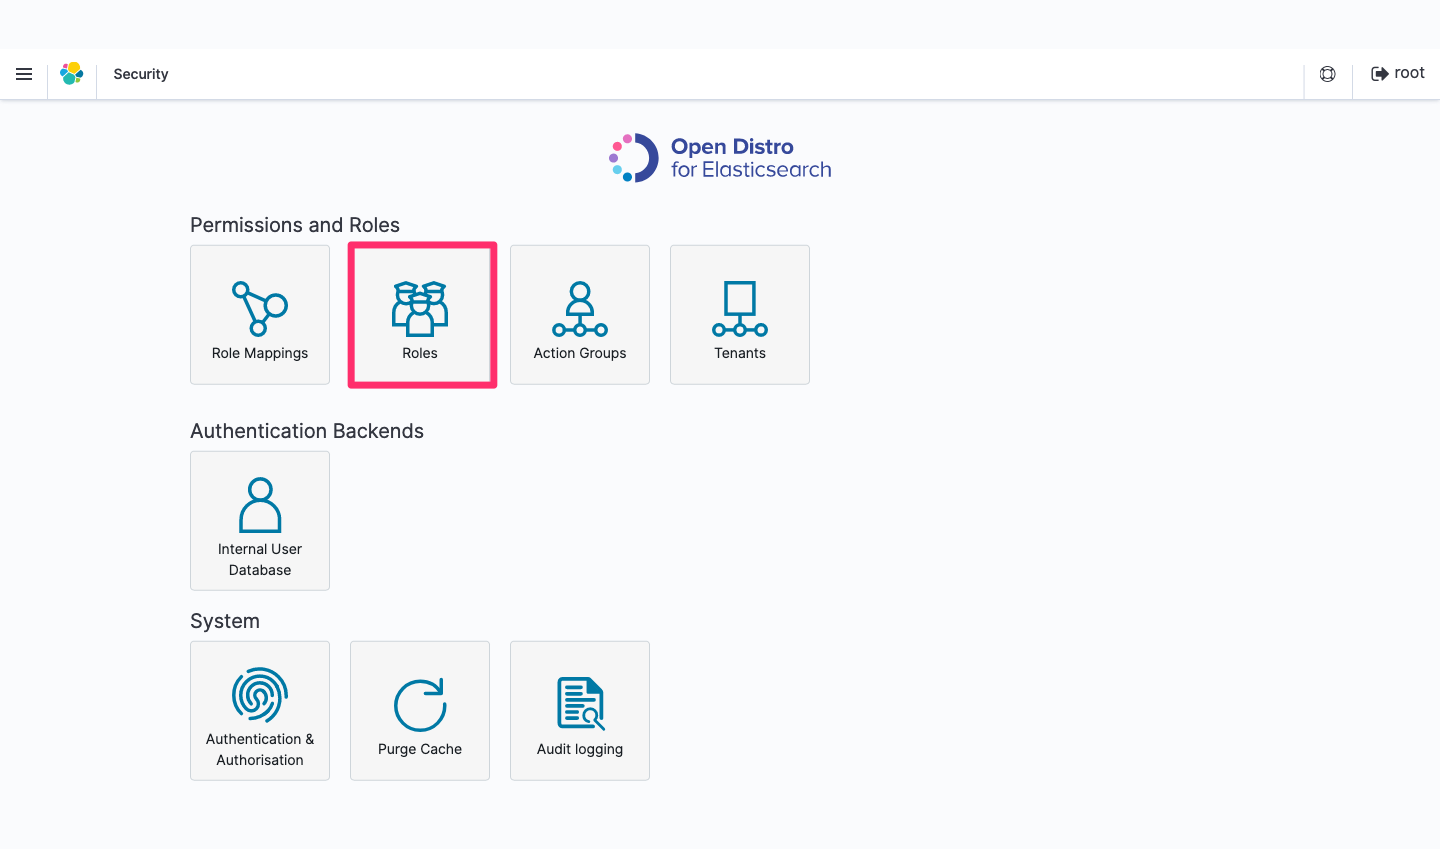 Security
root
Open Distro
for Elasticsearch
Permissions and Roles
Role Mappings
Roles
Action Groups
Tenants
Authentication Backends
Internal User
Database
System
Authentication &
Authorisation
Purge Cache
Audit logging